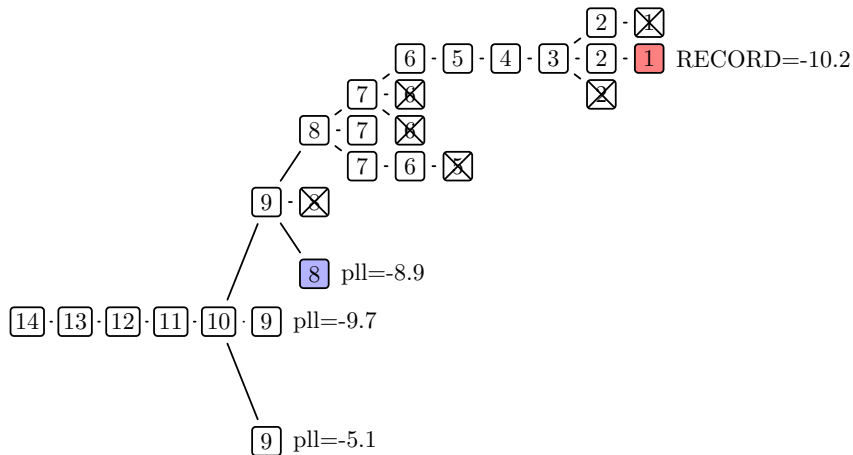 2 1
6 5 4 3 2 1 RECORD=-10.2
7 6 2
8 7 6
7 6 5
9 8
8 pll=-8.9
14 13 12 11 10 9 pll=-9.7
9 pll=-5.1